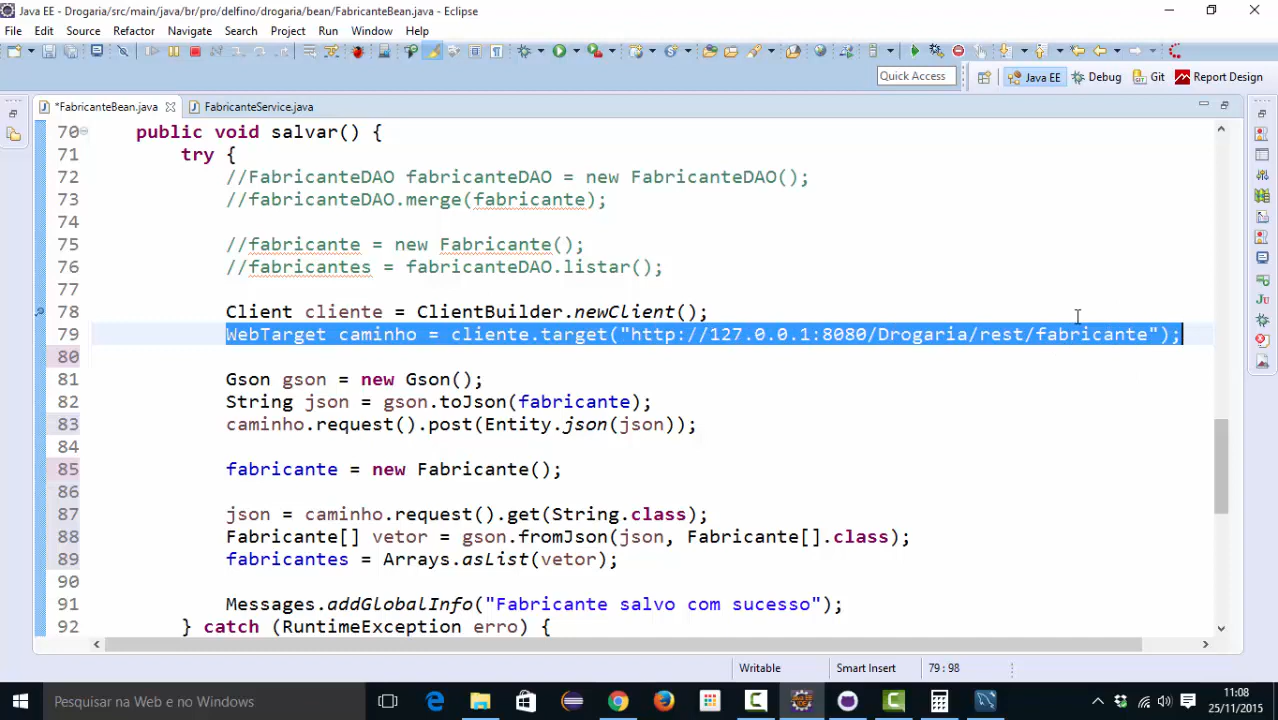 Java EE - Drogaria/src/main/java/br/pro/delfino/drogaria/bean/FabricanteBean.java - Eclipse
File Edit Source Refactor Navigate Search Project Run Window Help
Quick Access Java EE Debug Git Report Design
*FabricanteBean.java FabricanteService.java
70 public void salvar() {
71 try {
72 //FabricanteDAO fabricanteDAO = new FabricanteDAO();
73 //fabricanteDAO.merge(fabricante);
74
75 //fabricante = new Fabricante();
76 //fabricantes = fabricanteDAO.listar();
77
78 Client cliente = ClientBuilder.newClient();
79 WebTarget caminho = cliente.target("http://127.0.0.1:8080/Drogaria/rest/fabricante");
80
81 Gson gson = new Gson();
82 String json = gson.toJson(fabricante);
83 caminho.request().post(Entity.json(json));
84
85 fabricante = new Fabricante();
86
87 json = caminho.request().get(String.class);
88 Fabricante[] vetor = gson.fromJson(json, Fabricante[].class);
89 fabricantes = Arrays.asList(vetor);
90
91 Messages.addGlobalInfo("Fabricante salvo com sucesso");
92 } catch (RuntimeException erro) {
Writable Smart Insert 79 : 98
Pesquisar na Web e no Windows
11:08
25/11/2015